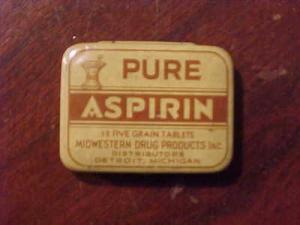 PURE
ASPIRIN
12 FIVE GRAIN TABLETS
MIDWESTERN DRUG PRODUCTS INC.
DISTRIBUTORS
DETROIT, MICHIGAN